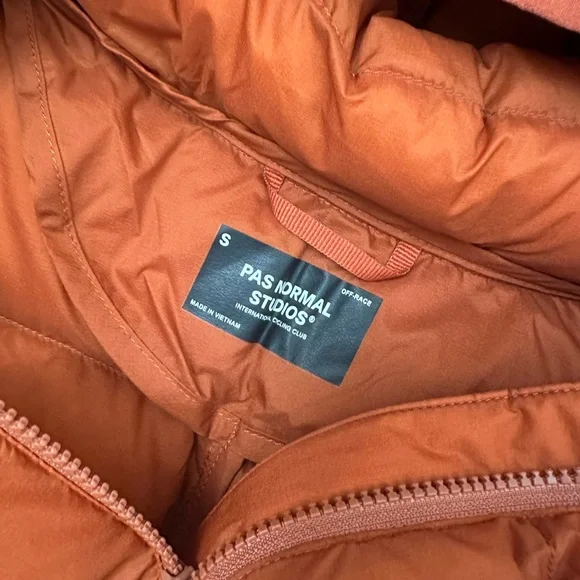 S
OFF-RACE
PAS NORMAL
STUDIOS®
INTERNATIONAL CYCLING CLUB
MADE IN VIETNAM